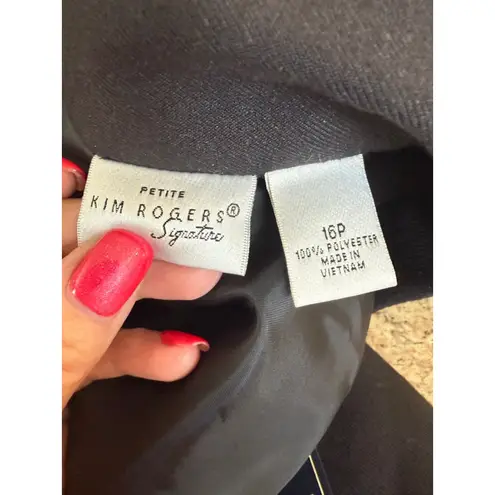 PETITE
KIM ROGERS®
Signature
16P
100% POLYESTER
MADE IN
VIETNAM